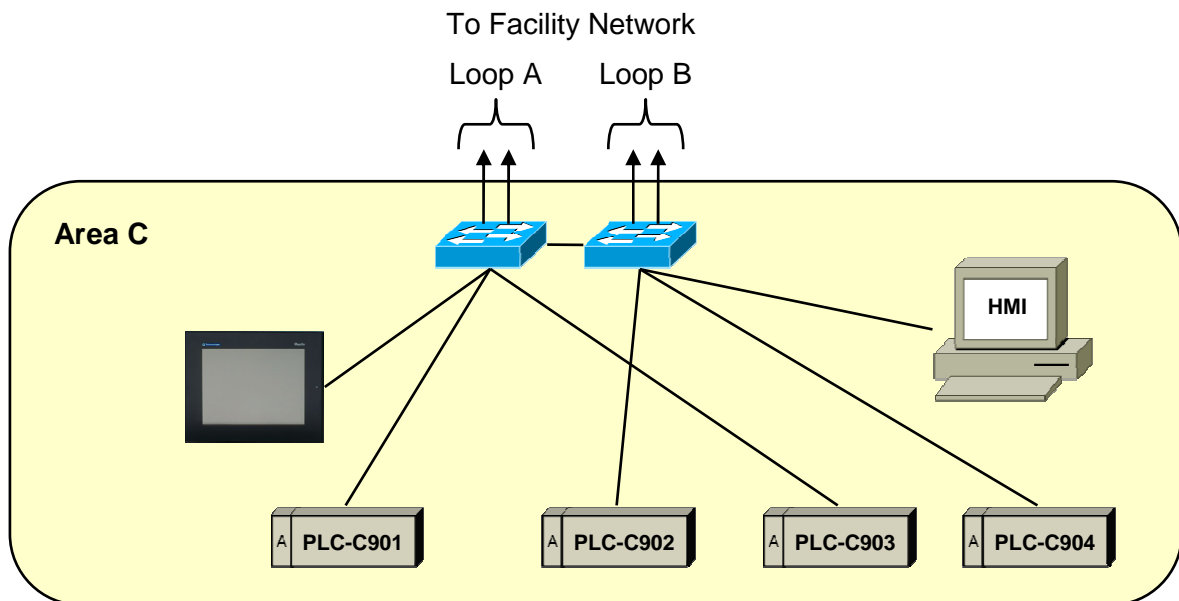 To Facility Network
Loop A Loop B
Area C
HMI
A PLC-C901
A PLC-C902
A PLC-C903
A PLC-C904